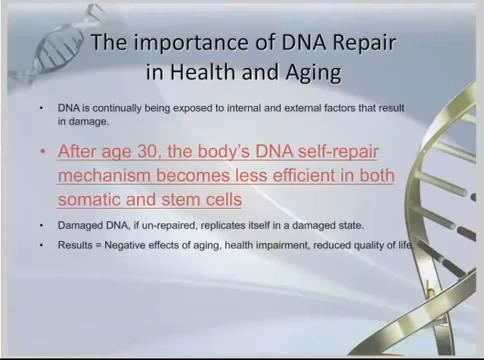 The importance of DNA Repair
in Health and Aging
• DNA is continually being exposed to internal and external factors that result
in damage.
• After age 30, the body's DNA self-repair
mechanism becomes less efficient in both
somatic and stem cells
• Damaged DNA, if un-repaired, replicates itself in a damaged state.
• Results = Negative effects of aging, health impairment, reduced quality of life.